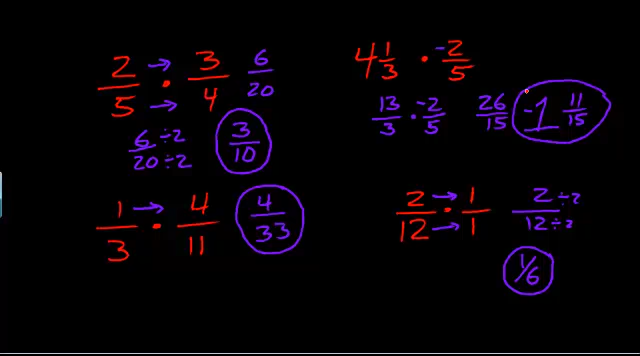 2/5 → → · 3/4 6/20
6/20 ÷2 ÷2 3/10
1/3 → · 4/11 4/33
4 1/3 · -2/5
13/3 · -2/5 26/15 -1 11/15
2/12 → → · 1/1 2/12 ÷2 ÷2
1/6